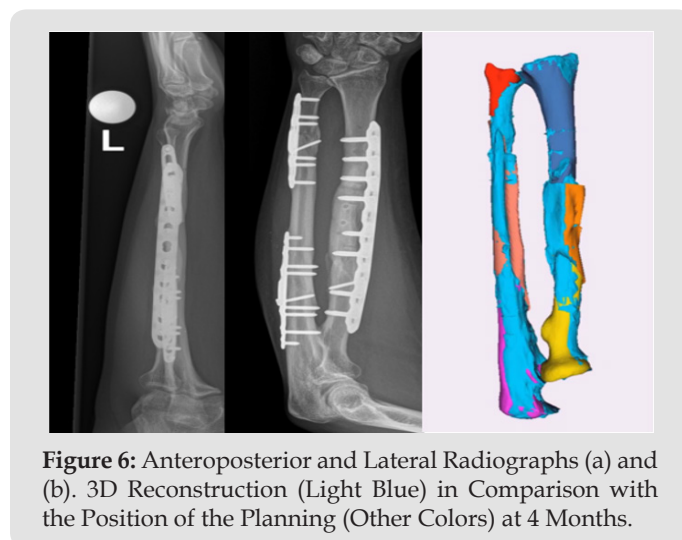 L
Figure 6: Anteroposterior and Lateral Radiographs (a) and
(b). 3D Reconstruction (Light Blue) in Comparison with
the Position of the Planning (Other Colors) at 4 Months.